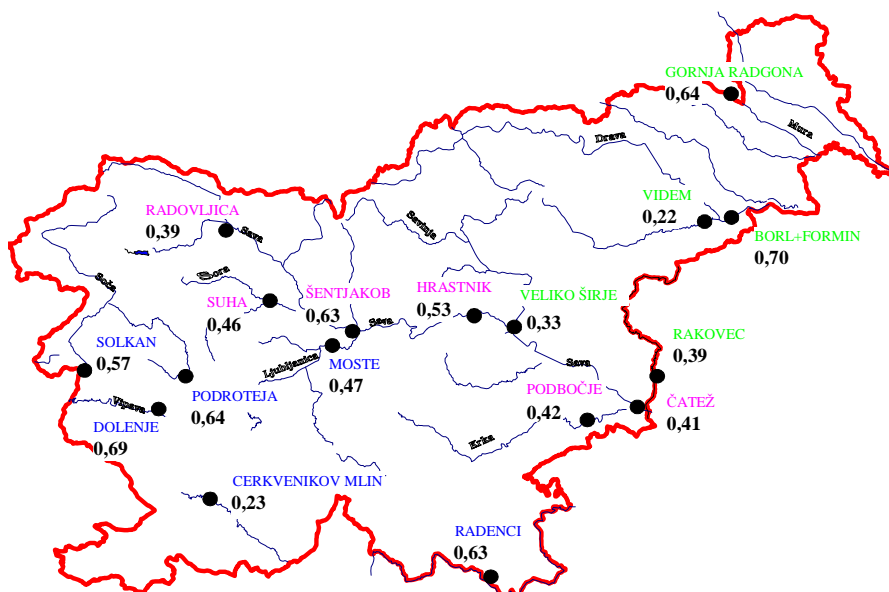 GORNJA RADGONA
0,64
Mura
Drava
VIDEM
0,22
BORL+FORMIN
0,70
RADOVLJICA
0,39
Sava
Savinja
Soča
Sora
SUHA
0,46
ŠENTJAKOB
0,63
Sava
HRASTNIK
0,53
VELIKO ŠIRJE
0,33
SOLKAN
0,57
Ljubljanica
MOSTE
0,47
Sava
RAKOVEC
0,39
PODROTEJA
0,64
PODBOČJE
0,42
ČATEŽ
0,41
Vipava
DOLENJE
0,69
Krka
CERKVENIKOV MLIN
0,23
RADENCI
0,63